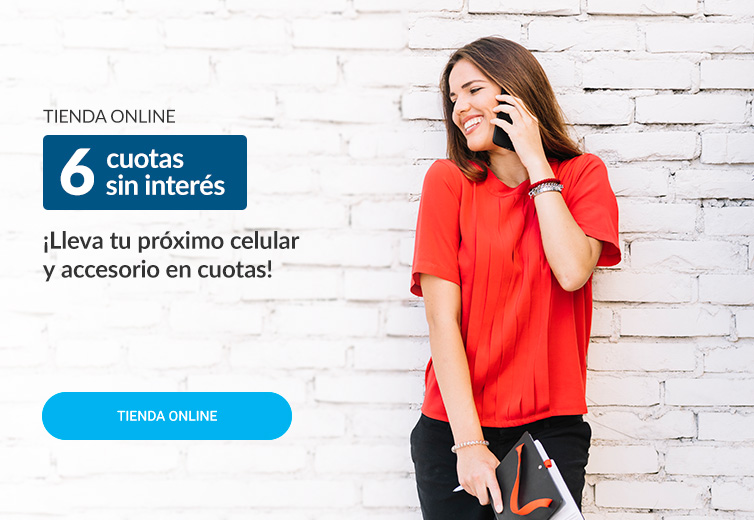 TIENDA ONLINE
6 cuotas
sin interés
¡Lleva tu próximo celular
y accesorio en cuotas!
TIENDA ONLINE